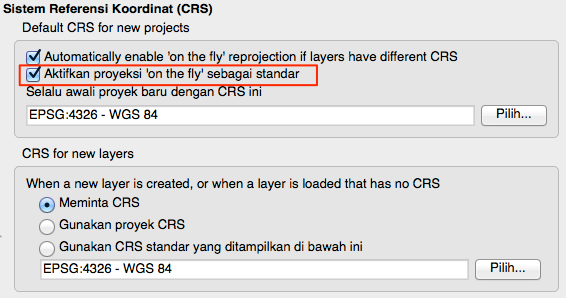 Sistem Referensi Koordinat (CRS)
Default CRS for new projects
Automatically enable 'on the fly' reprojection if layers have different CRS
Aktifkan proyeksi 'on the fly' sebagai standar
Selalu awali proyek baru dengan CRS ini
EPSG:4326 - WGS 84
Pilih...
CRS for new layers
When a new layer is created, or when a layer is loaded that has no CRS
Meminta CRS
Gunakan proyek CRS
Gunakan CRS standar yang ditampilkan di bawah ini
EPSG:4326 - WGS 84
Pilih...